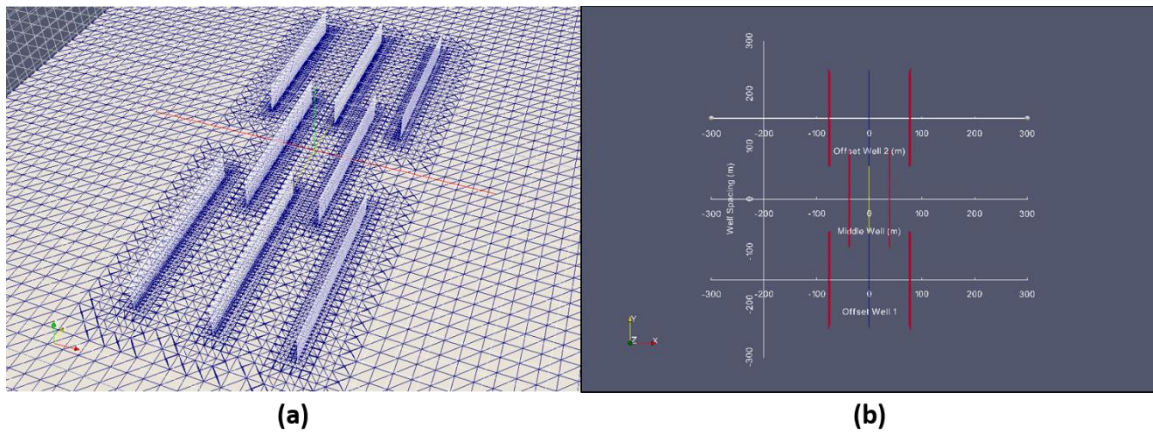 300
200
-300 -200 -100 0 100 200 300
100
Offset Well 2 (m)
Well Spacing (m)
0
-300 -200 -100 0 100 200 300
Middle Well (m)
-100
-300 -200 -100 0 100 200 300
-200
Offset Well 1
Y
Z X
-300
(a) (b)